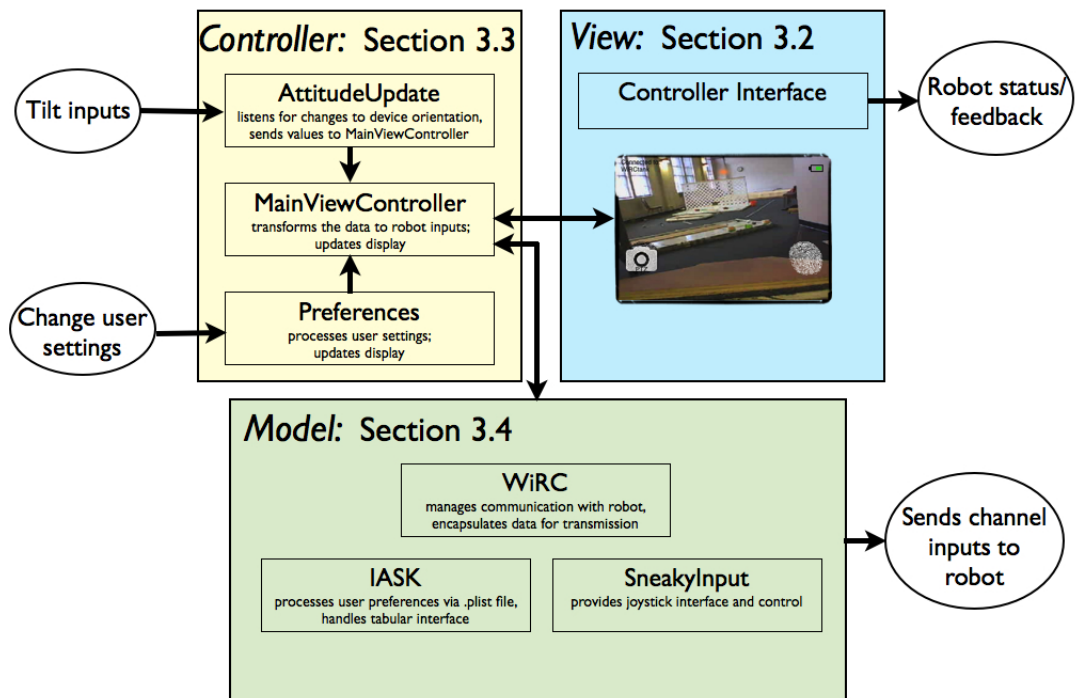 Controller: Section 3.3
View: Section 3.2
Tilt inputs
AttitudeUpdate
listens for changes to device orientation,
sends values to MainViewController
Controller Interface
Robot status/
feedback
MainViewController
transforms the data to robot inputs;
updates display
Connected to
WiRCtank
PTZ
Change user
settings
Preferences
processes user settings;
updates display
Model: Section 3.4
WiRC
manages communication with robot,
encapsulates data for transmission
IASK
processes user preferences via .plist file,
handles tabular interface
SneakyInput
provides joystick interface and control
Sends channel
inputs to
robot